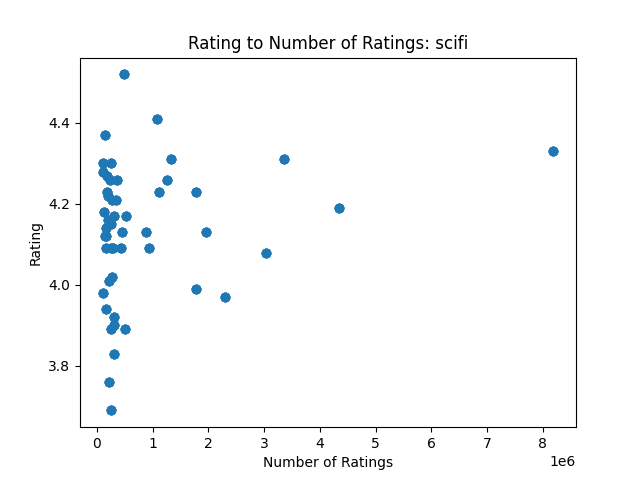 Rating to Number of Ratings: scifi
Rating
4.4
4.2
4.0
3.8
0 1 2 3 4 5 6 7 8
1e6
Number of Ratings